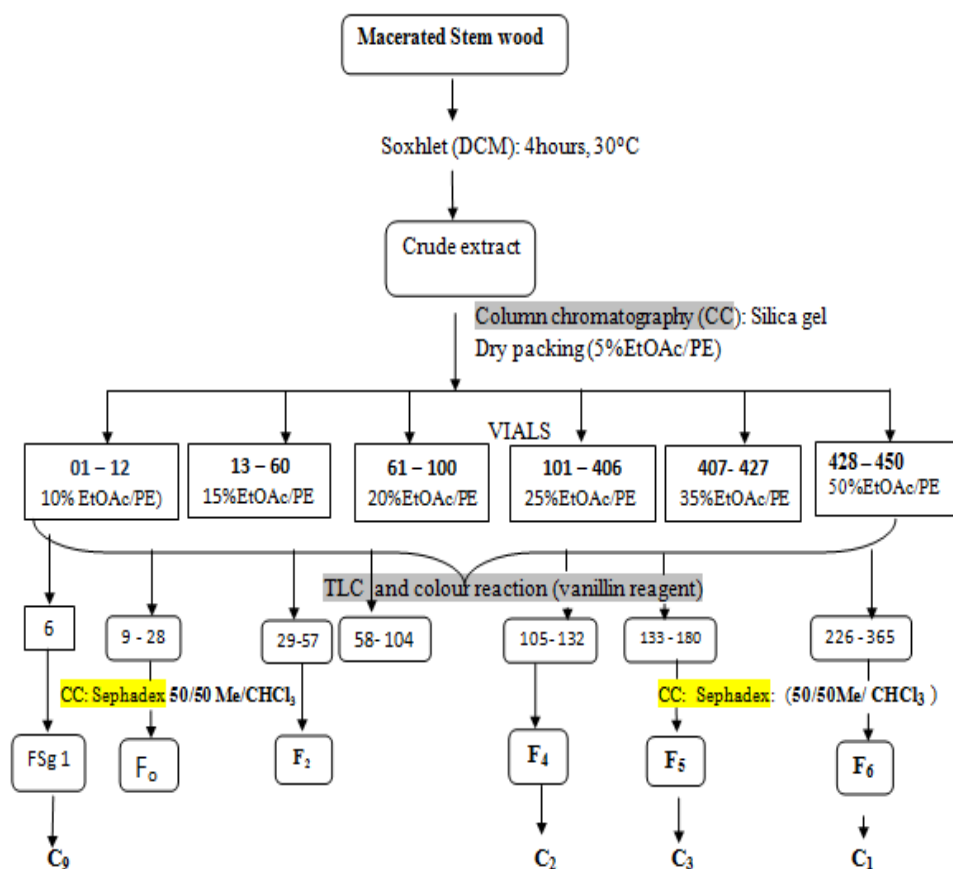 Macerated Stem wood
Soxhlet (DCM): 4hours, 30⁰C
Crude extract
Column chromatography (CC): Silica gel
Dry packing (5%EtOAc/PE)
VIALS
01 – 12
10% EtOAc/PE)
13 – 60
15%EtOAc/PE
61 – 100
20%EtOAc/PE
101 – 406
25%EtOAc/PE
407- 427
35%EtOAc/PE
428 – 450
50%EtOAc/PE
TLC and colour reaction (vanillin reagent)
6
9 - 28
29-57
58- 104
105- 132
133 - 180
226 - 365
CC: Sephadex 50/50 Me/CHCl₃
CC: Sephadex: (50/50Me/ CHCl₃ )
FSg 1
Fₒ
F₂
F₄
F₅
F₆
C₉
C₂
C₃
C₁